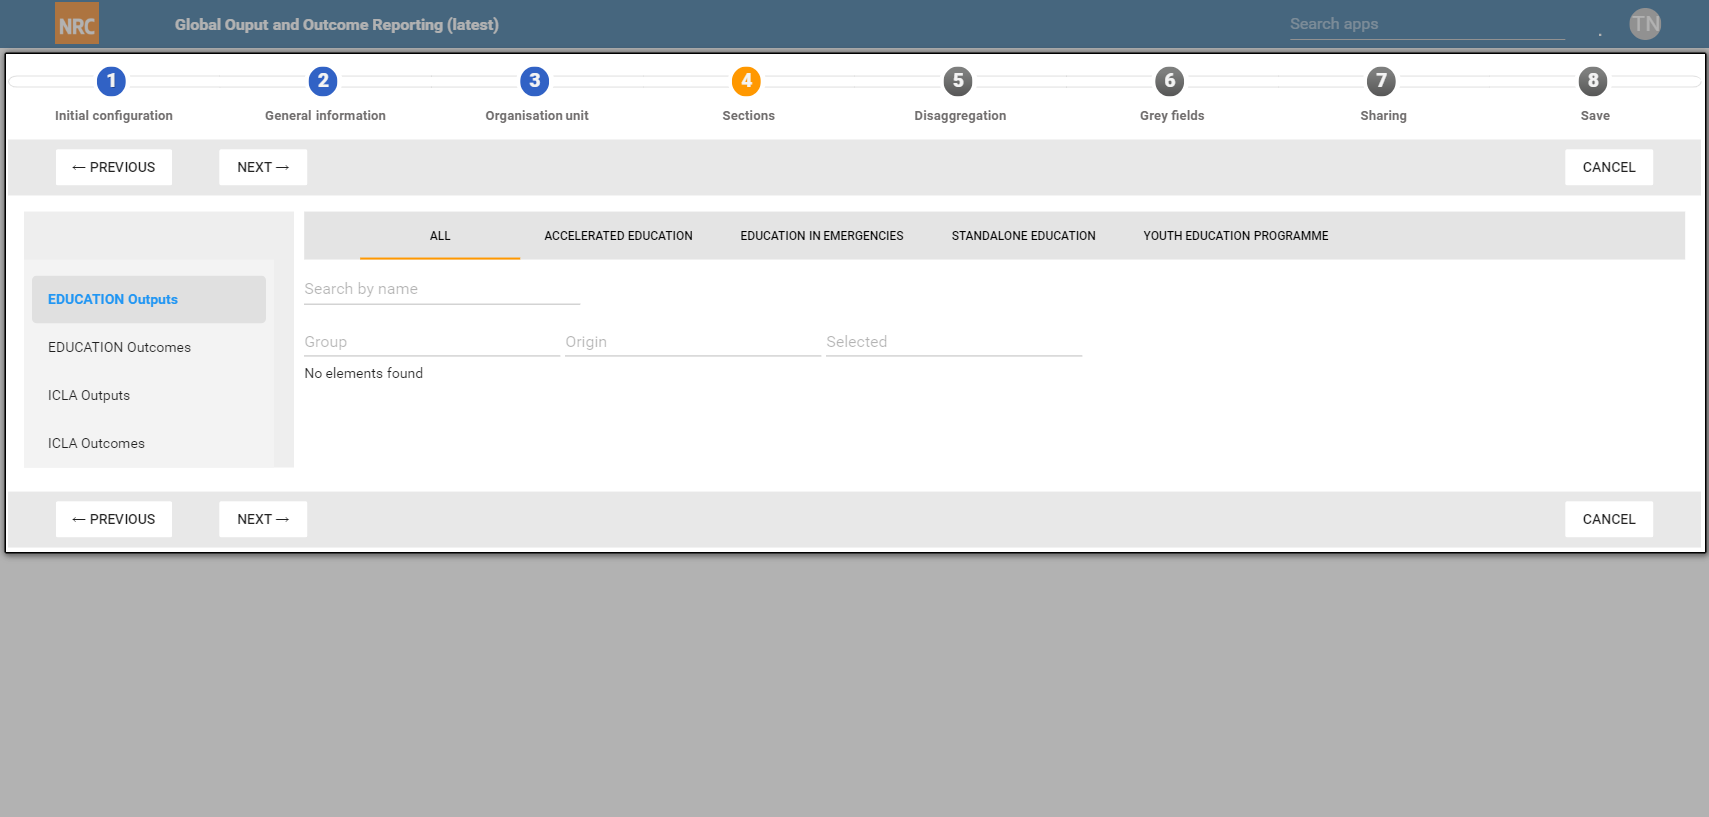 NRC
Global Ouput and Outcome Reporting (latest)
Search apps
TN
1 2 3 4 5 6 7 8
Initial configuration General information Organisation unit Sections Disaggregation Grey fields Sharing Save
← PREVIOUS NEXT → CANCEL
ALL ACCELERATED EDUCATION EDUCATION IN EMERGENCIES STANDALONE EDUCATION YOUTH EDUCATION PROGRAMME
EDUCATION Outputs
EDUCATION Outcomes
ICLA Outputs
ICLA Outcomes
Search by name
Group Origin Selected
No elements found
← PREVIOUS NEXT → CANCEL